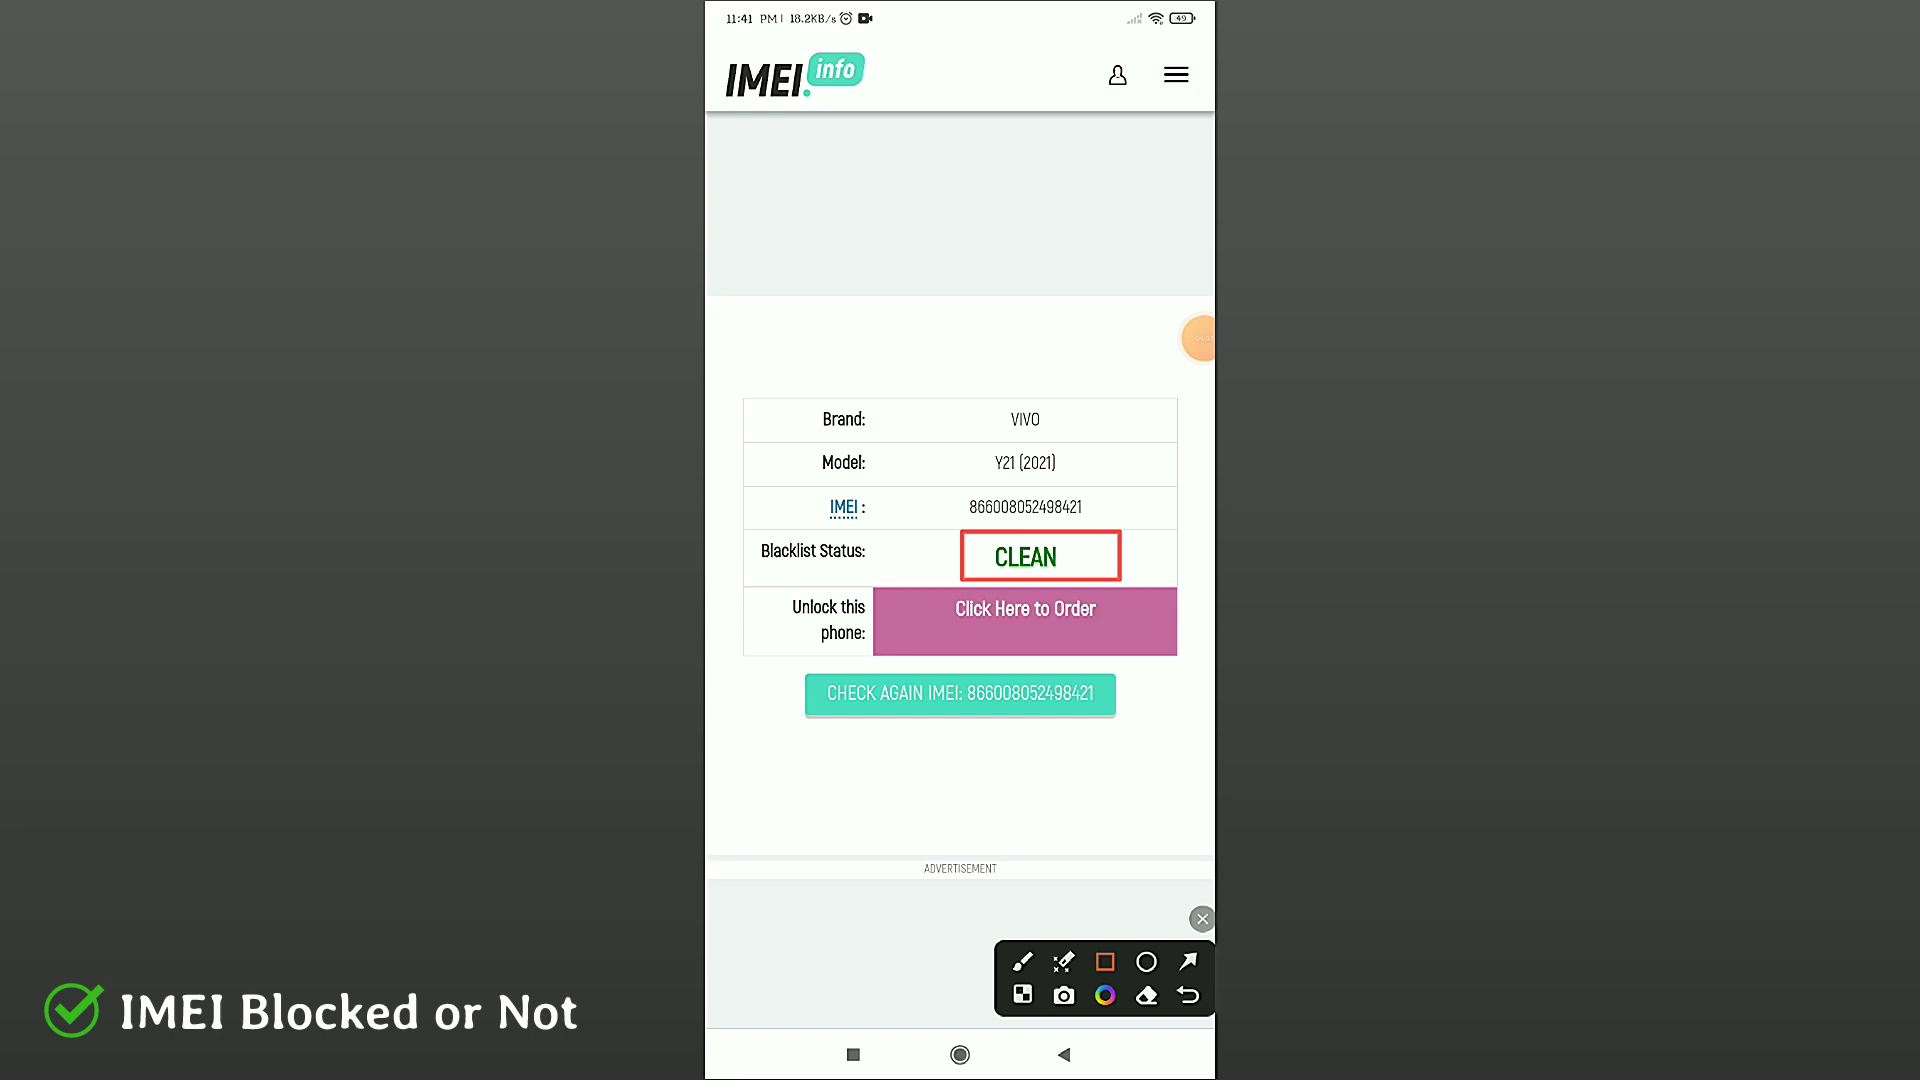 11:41 PM | 18.2KB/s
49
IMEI.info
Brand: VIVO
Model: Y21 (2021)
IMEI : 866008052498421
Blacklist Status: CLEAN
Unlock this phone: Click Here to Order
CHECK AGAIN IMEI: 866008052498421
ADVERTISEMENT
IMEI Blocked or Not